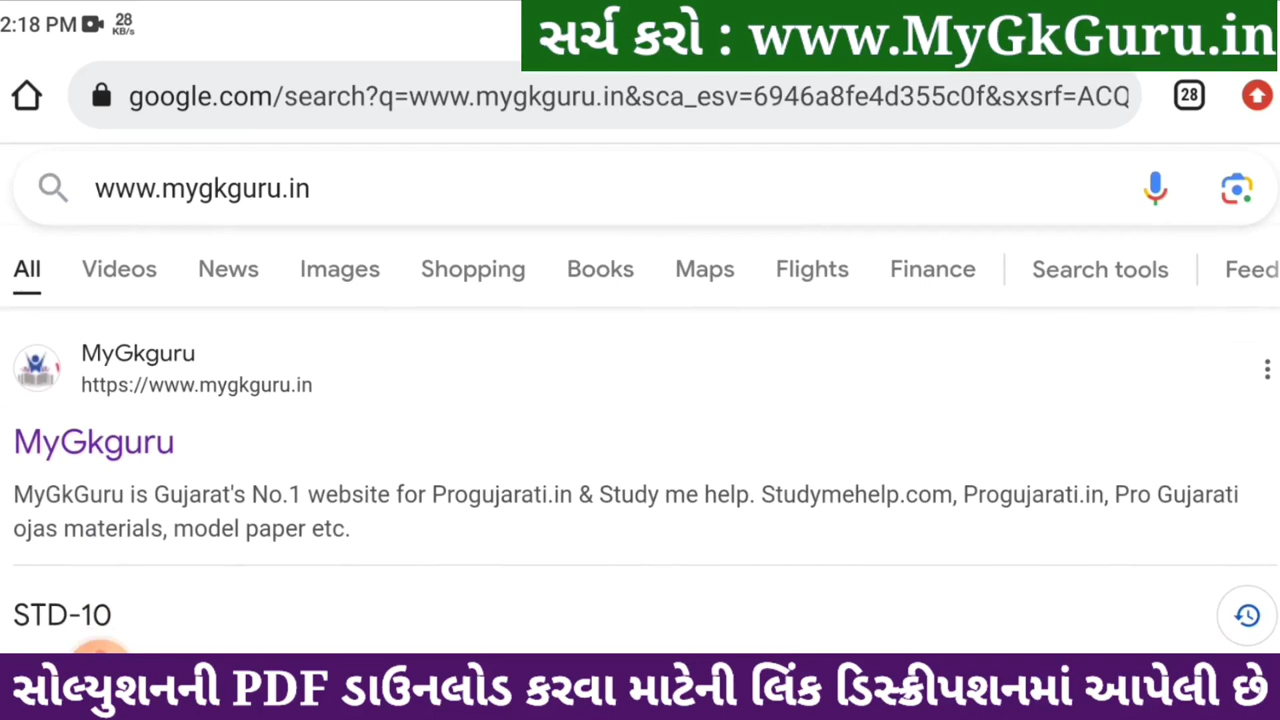 2:18 PM 28 KB/s
સર્ચ કરો : www.MyGkGuru.in
google.com/search?q=www.mygkguru.in&sca_esv=6946a8fe4d355c0f&sxsrf=ACQ
28
www.mygkguru.in
All Videos News Images Shopping Books Maps Flights Finance Search tools Feed
MyGkguru
https://www.mygkguru.in
MyGkguru
MyGkGuru is Gujarat's No.1 website for Progujarati.in & Study me help. Studymehelp.com, Progujarati.in, Pro Gujarati
ojas materials, model paper etc.
STD-10
સોલ્યુશનની PDF ડાઉનલોડ કરવા માટેની લિંક ડિસ્ક્રીપશનમાં આપેલી છે